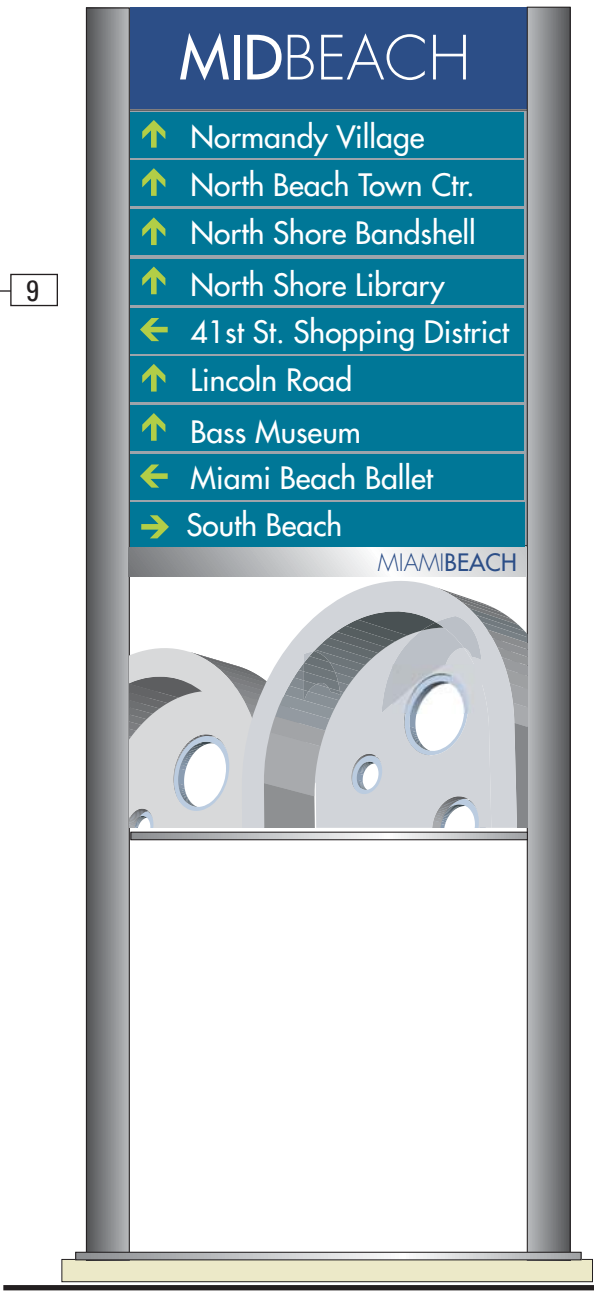 MIDBEACH
Normandy Village
North Beach Town Ctr.
North Shore Bandshell
9
North Shore Library
41st St. Shopping District
Lincoln Road
Bass Museum
Miami Beach Ballet
South Beach
MIAMIBEACH